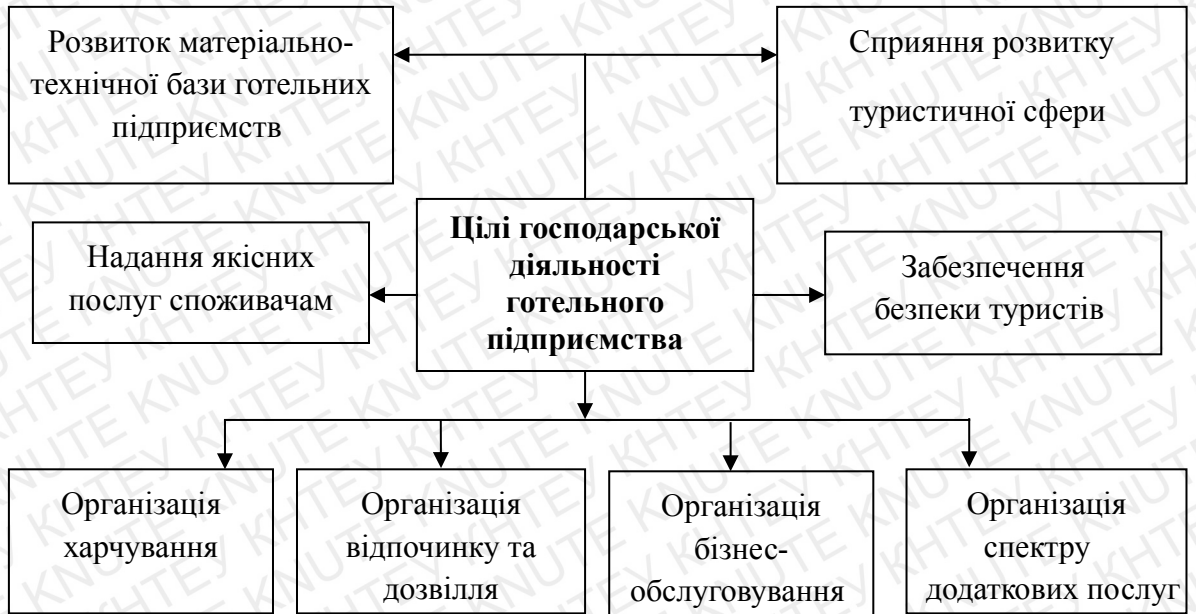 Розвиток матеріально-
технічної бази готельних
підприємств
Сприяння розвитку
туристичної сфери
Надання якісних
послуг споживачам
Цілі господарської
діяльності
готельного
підприємства
Забезпечення
безпеки туристів
Організація
харчування
Організація
відпочинку та
дозвілля
Організація
бізнес-
обслуговування
Організація
спектру
додаткових послуг